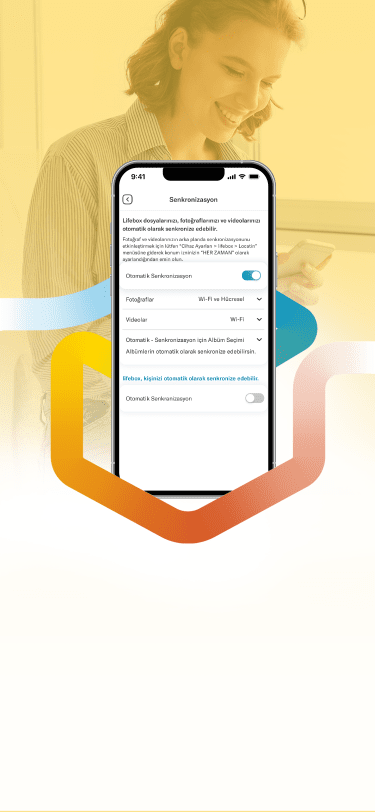 9:41
Senkronizasyon
Lifebox dosyalarınızı, fotoğraflarınızı ve videolarınızı
otomatik olarak senkronize edebilir.
Fotoğraf ve videolarınızın arka planda senkronizasyonunu
etkinleştirmek için lütfen "Cihaz Ayarları > lifebox > Locatin"
menüsüne giderek konum izninizin "HER ZAMAN" olarak
ayarlandığından emin olun.
Otomatik Senkronizasyon
Fotoğraflar Wi-Fi ve Hücresel
Videolar Wi-Fi
Otomatik - Senkronizasyon için Albüm Seçimi
Albümlerin otomatik olarak senkronize edebilirsin.
lifebox, kişinizi otomatik olarak senkronize edebilir.
Otomatik Senkronizasyon